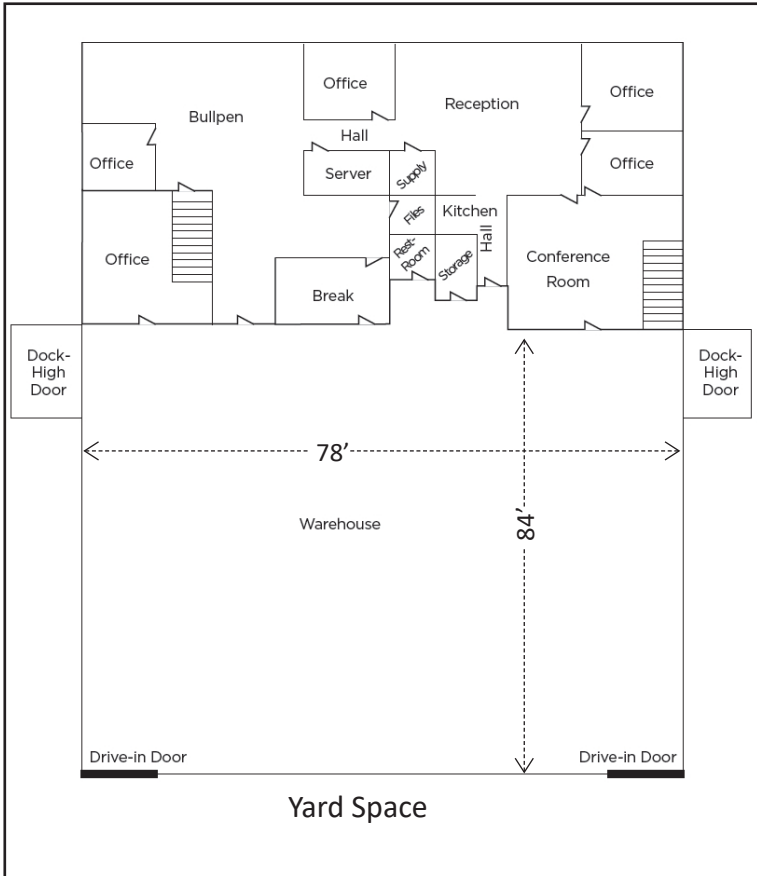 Office
Reception
Office
Bullpen
Hall
Office
Office
Server
Supply
Files
Kitchen
Hall
Rest-
Room
Storage
Office
Conference
Room
Break
Dock-
High
Door
Dock-
High
Door
78’
84’
Warehouse
Drive-in Door
Drive-in Door
Yard Space